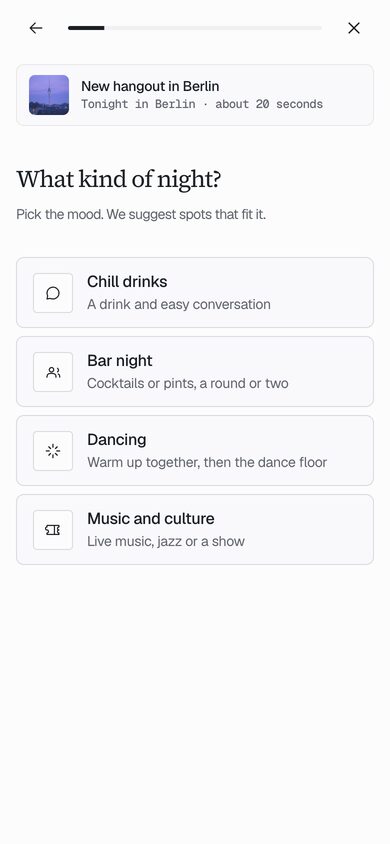 New hangout in Berlin
Tonight in Berlin · about 20 seconds
What kind of night?
Pick the mood. We suggest spots that fit it.
Chill drinks
A drink and easy conversation
Bar night
Cocktails or pints, a round or two
Dancing
Warm up together, then the dance floor
Music and culture
Live music, jazz or a show